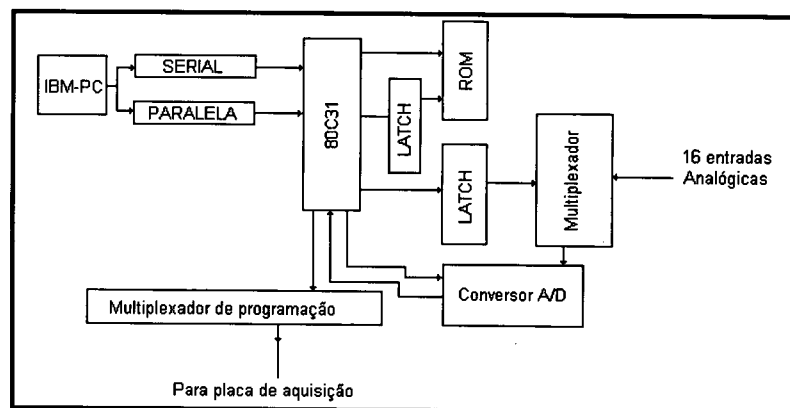 IBM-PC
SERIAL
PARALELA
80C31
LATCH
ROM
LATCH
Multiplexador
16 entradas
Analógicas
Conversor A/D
Multiplexador de programação
Para placa de aquisição